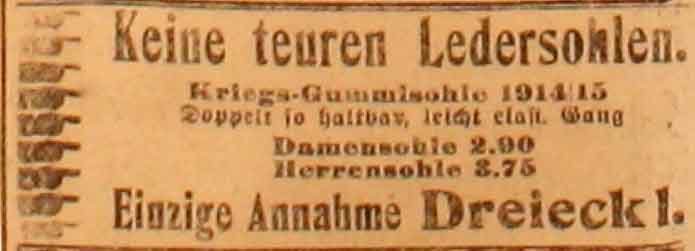 Keine teuren Ledersohlen.
Kriegs-Gummisohle 1914/15
Doppelt so haltbar, leicht elast. Gang
Damensohle 2.90
Herrensohle 3.75
Einzige Annahme Dreieck 1.